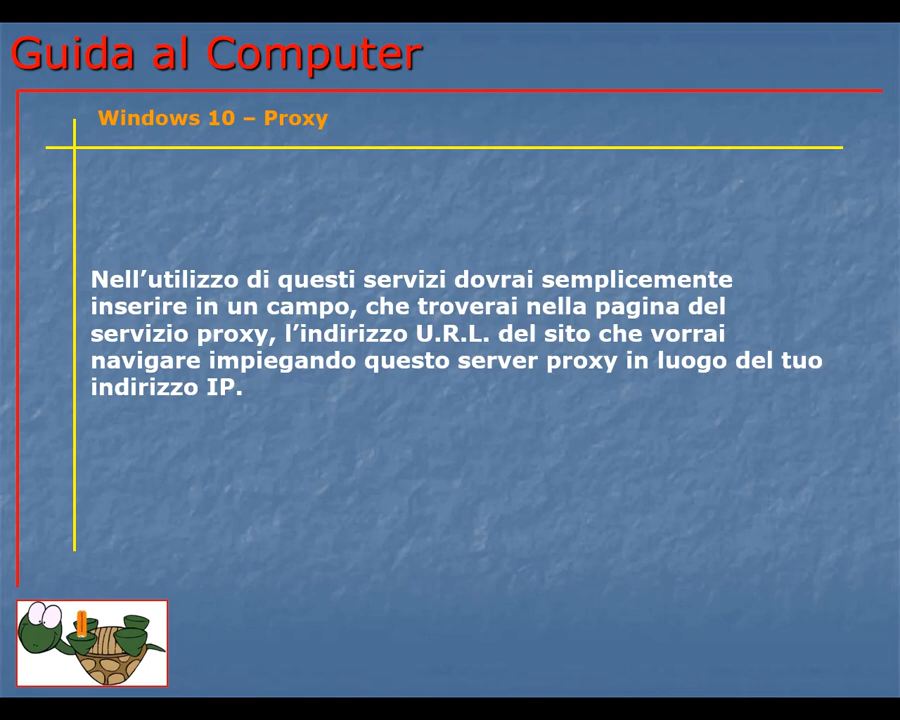 Guida al Computer
Windows 10 – Proxy
Nell’utilizzo di questi servizi dovrai semplicemente
inserire in un campo, che troverai nella pagina del
servizio proxy, l’indirizzo U.R.L. del sito che vorrai
navigare impiegando questo server proxy in luogo del tuo
indirizzo IP.